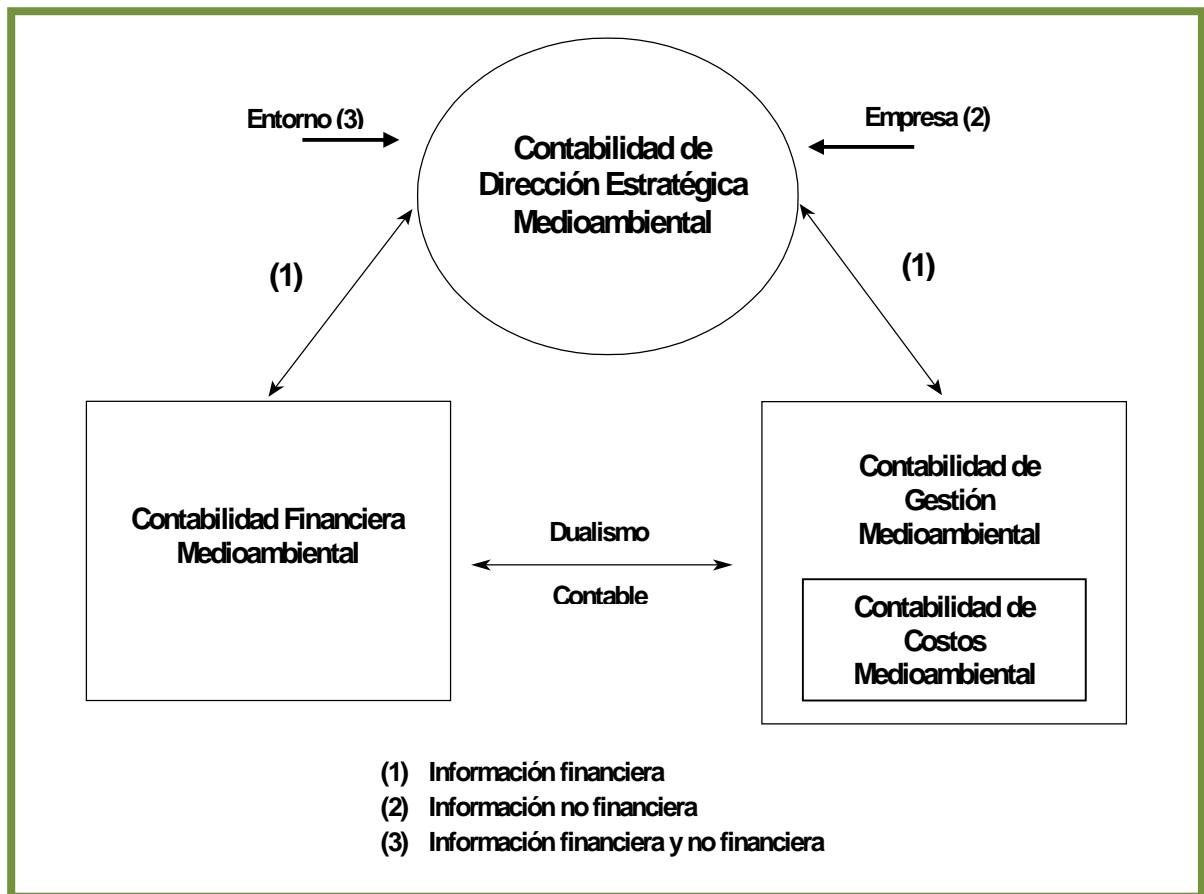 Entorno (3)
Empresa (2)
Contabilidad de
Dirección Estratégica
Medioambiental
(1)
(1)
Contabilidad Financiera
Medioambiental
Dualismo
Contable
Contabilidad de
Gestión
Medioambiental
Contabilidad de
Costos
Medioambiental
(1) Información financiera
(2) Información no financiera
(3) Información financiera y no financiera